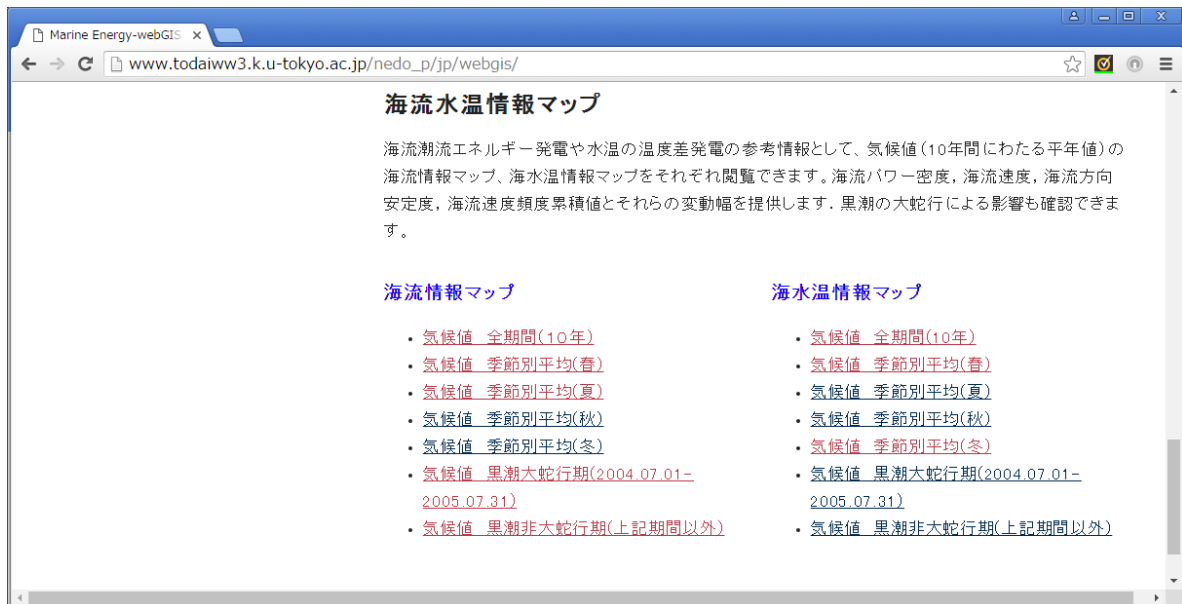 Marine Energy-webGIS
www.todaiww3.k.u-tokyo.ac.jp/nedo_p/jp/webgis/
海流水温情報マップ
海流潮流エネルギー発電や水温の温度差発電の参考情報として、気候値(10年間にわたる平年値)の
海流情報マップ、海水温情報マップをそれぞれ閲覧できます。海流パワー密度, 海流速度, 海流方向
安定度, 海流速度頻度累積値とそれらの変動幅を提供します. 黒潮の大蛇行による影響も確認できま
す。
海流情報マップ
・気候値 全期間(10年)
・気候値 季節別平均(春)
・気候値 季節別平均(夏)
・気候値 季節別平均(秋)
・気候値 季節別平均(冬)
・気候値 黒潮大蛇行期(2004.07.01-
2005.07.31)
・気候値 黒潮非大蛇行期(上記期間以外)
海水温情報マップ
・気候値 全期間(10年)
・気候値 季節別平均(春)
・気候値 季節別平均(夏)
・気候値 季節別平均(秋)
・気候値 季節別平均(冬)
・気候値 黒潮大蛇行期(2004.07.01-
2005.07.31)
・気候値 黒潮非大蛇行期(上記期間以外)